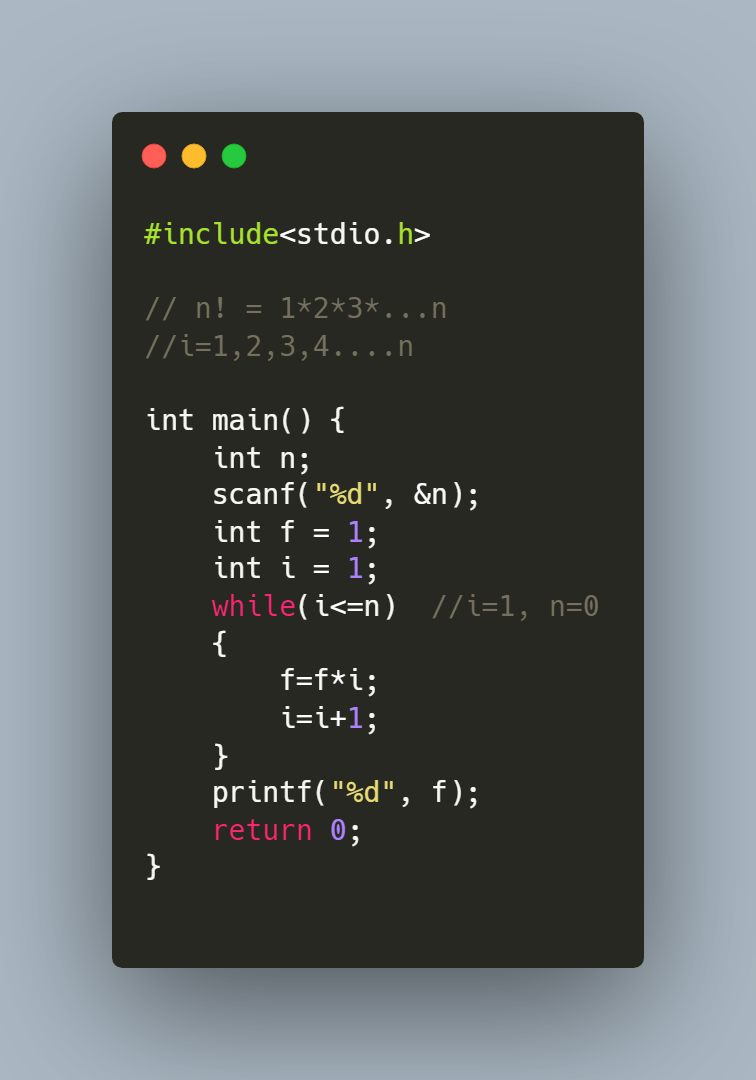 #include<stdio.h>
// n! = 1*2*3*...n
//i=1,2,3,4....n
int main() {
    int n;
    scanf("%d", &n);
    int f = 1;
    int i = 1;
    while(i<=n)  //i=1, n=0
    {
        f=f*i;
        i=i+1;
    }
    printf("%d", f);
    return 0;
}